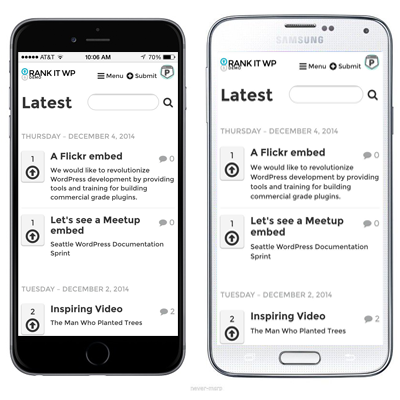 ●●●●● AT&T 10:06 AM 70%
RANK IT WP
DEMO
Menu Submit P
Latest
THURSDAY – DECEMBER 4, 2014
1
A Flickr embed
0
We would like to revolutionize
WordPress development by providing
tools and training for building
commercial grade plugins.
1
Let's see a Meetup
embed
0
Seattle WordPress Documentation
Sprint
TUESDAY – DECEMBER 2, 2014
2
Inspiring Video
2
The Man Who Planted Trees
SAMSUNG
RANK IT WP
DEMO
Menu Submit P
Latest
THURSDAY – DECEMBER 4, 2014
1
A Flickr embed
0
We would like to revolutionize
WordPress development by providing
tools and training for building
commercial grade plugins.
1
Let's see a Meetup
embed
0
Seattle WordPress Documentation
Sprint
TUESDAY – DECEMBER 2, 2014
2
Inspiring Video
2
The Man Who Planted Trees